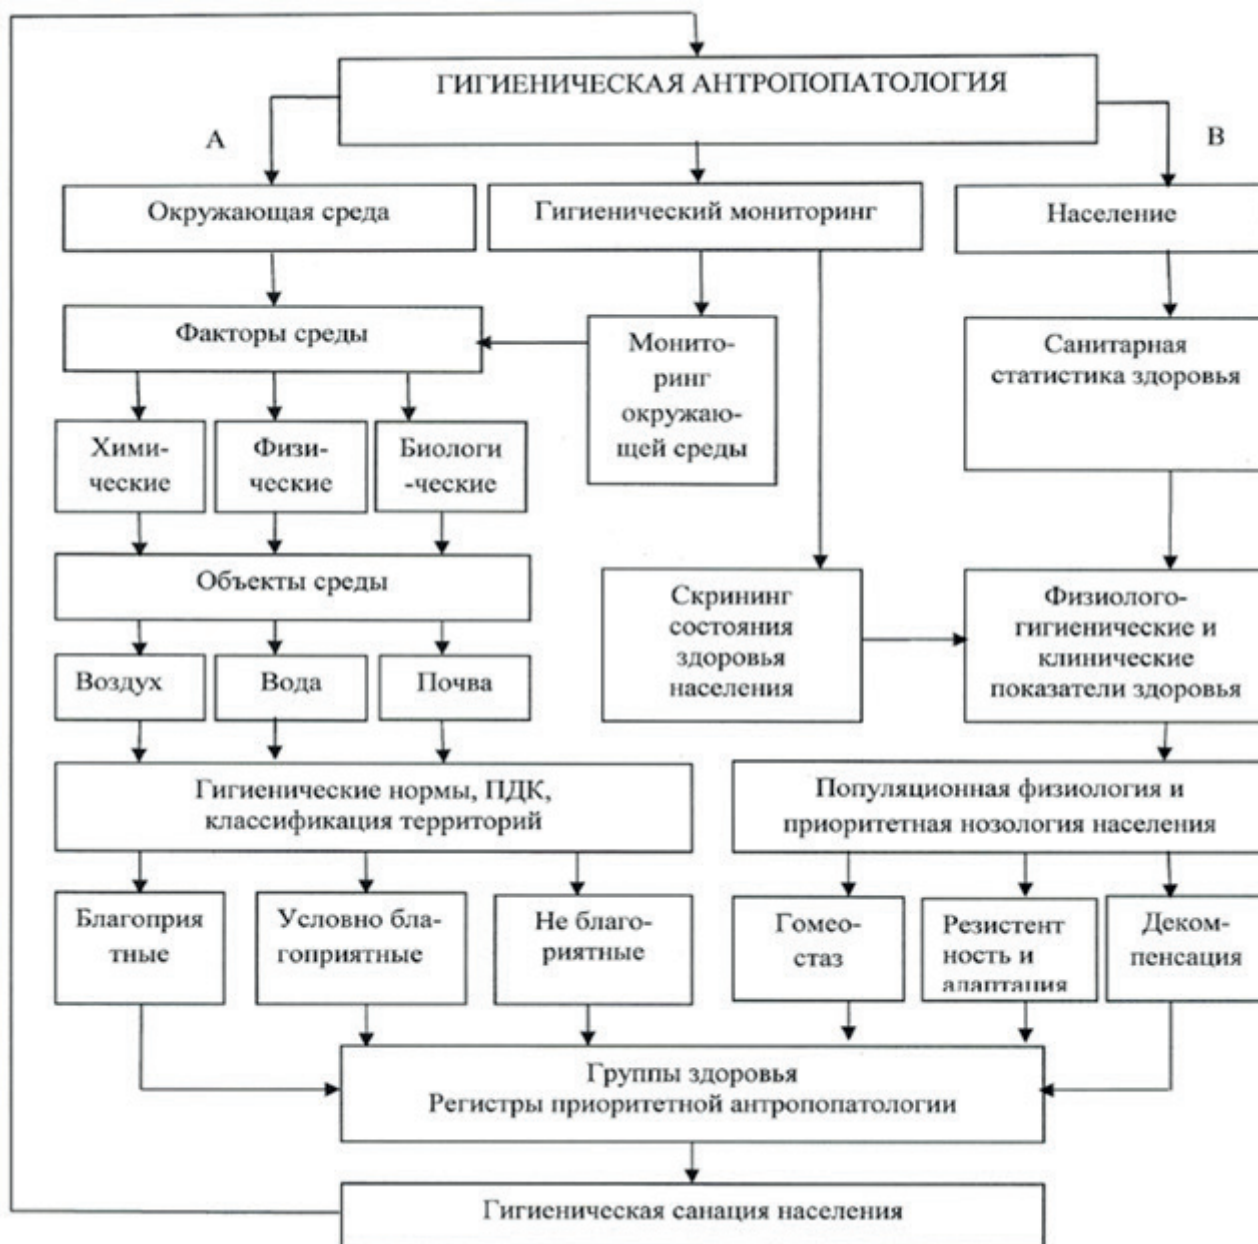 ГИГИЕНИЧЕСКАЯ АНТРОПОПАТОЛОГИЯ
А
В
Окружающая среда
Гигиенический мониторинг
Население
Факторы среды
Монито-
ринг
окружаю-
щей среды
Санитарная
статистика здоровья
Хими-
ческие
Физи-
ческие
Биологи
-ческие
Объекты среды
Скрининг
состояния
здоровья
населения
Физиолого-
гигиенические и
клинические
показатели здоровья
Воздух
Вода
Почва
Гигиенические нормы, ПДК,
классификация территорий
Популяционная физиология и
приоритетная нозология населения
Благоприя
тные
Условно бла-
гоприятные
Не благо-
риятные
Гомео-
стаз
Резистент
ность и
адаптация
Деком-
пенсация
Группы здоровья
Регистры приоритетной антропопатологии
Гигиеническая санация населения